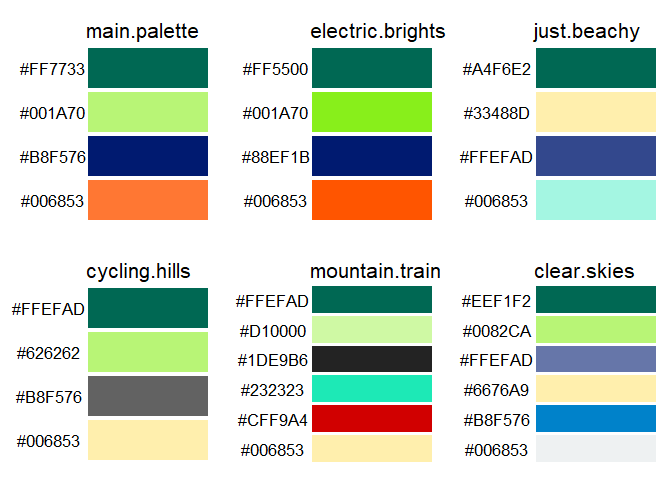 main.palette
#FF7733
#001A70
#B8F576
#006853
electric.brights
#FF5500
#001A70
#88EF1B
#006853
just.beachy
#A4F6E2
#33488D
#FFEFAD
#006853
cycling.hills
#FFEFAD
#626262
#B8F576
#006853
mountain.train
#FFEFAD
#D10000
#1DE9B6
#232323
#CFF9A4
#006853
clear.skies
#EEF1F2
#0082CA
#FFEFAD
#6676A9
#B8F576
#006853